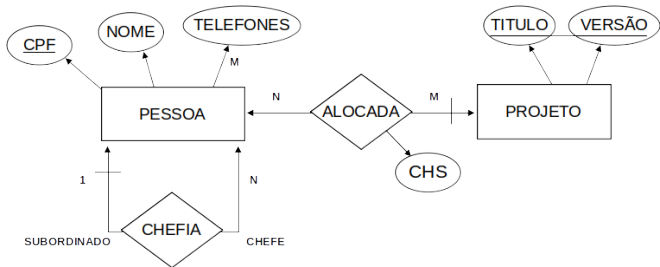 CPF
NOME
TELEFONES
TITULO
VERSÃO
M
N
M
PESSOA
ALOCADA
PROJETO
CHS
1
N
CHEFIA
SUBORDINADO
CHEFE